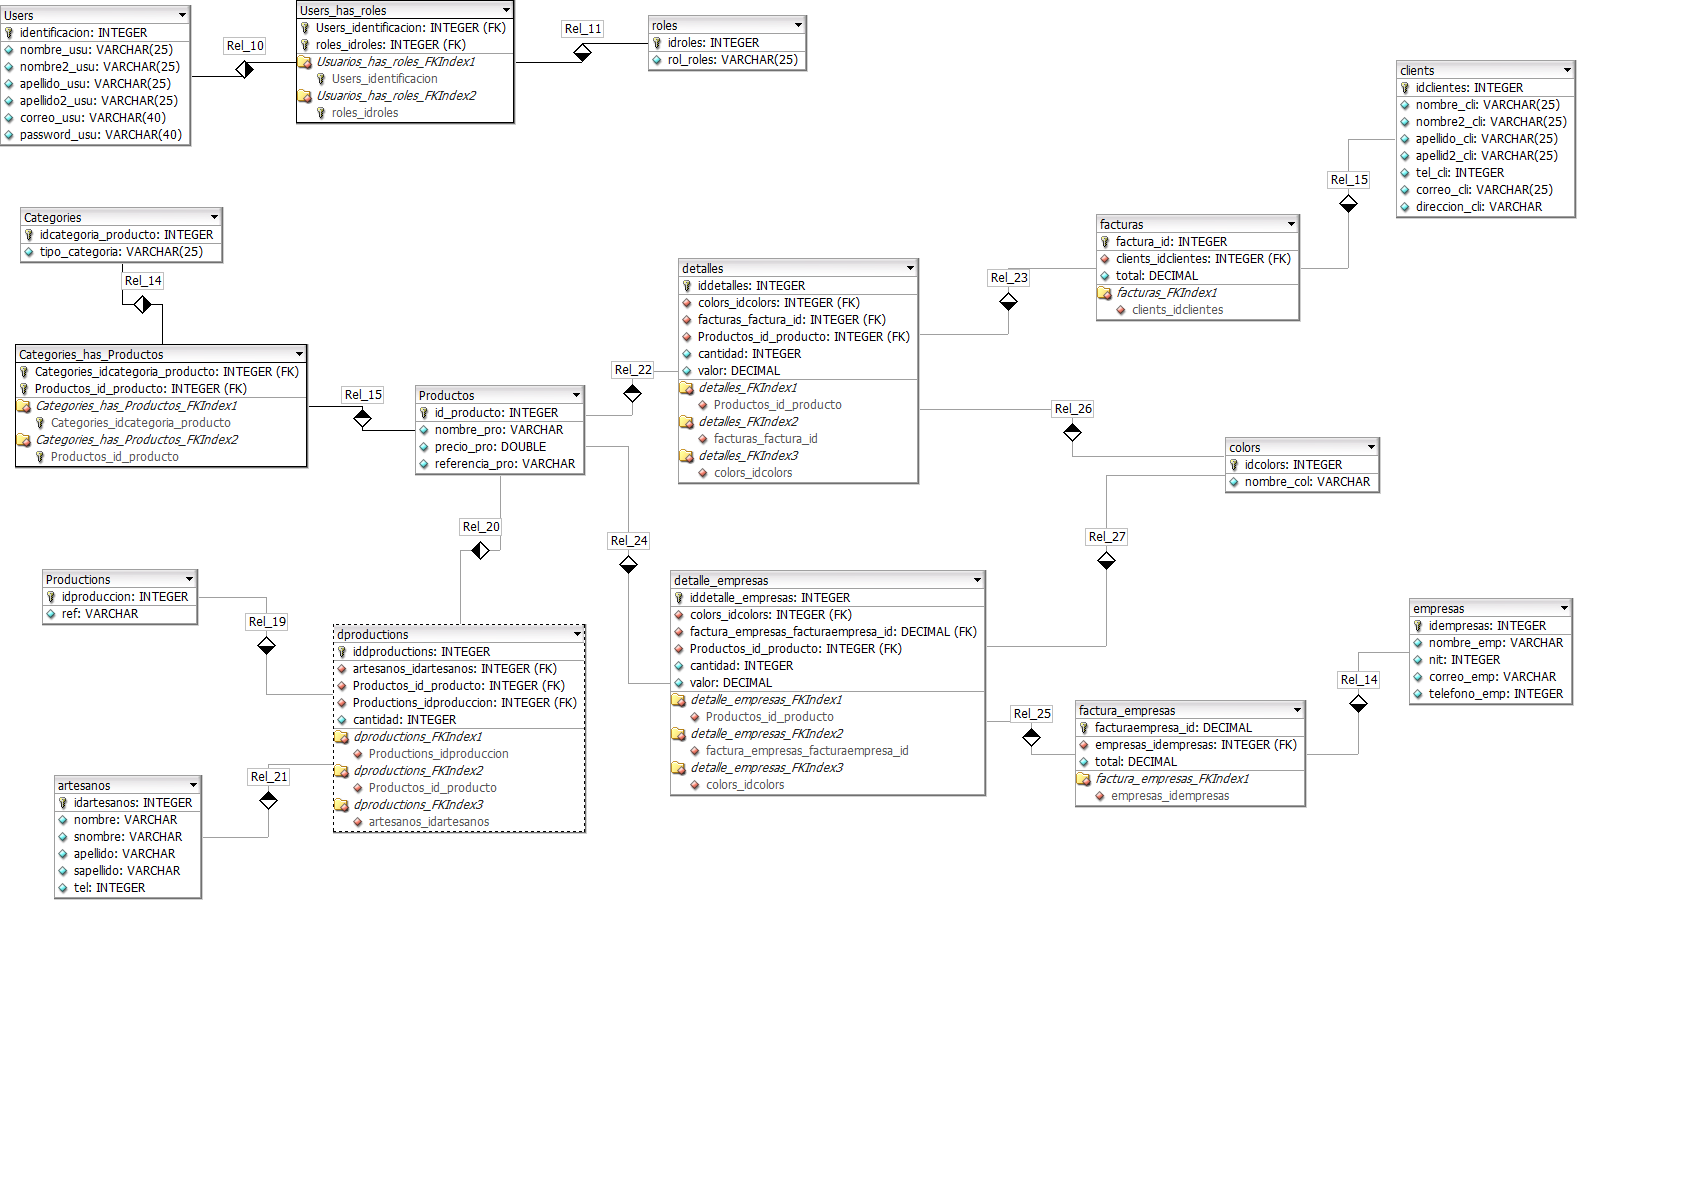 Users
identificacion: INTEGER
nombre_usu: VARCHAR(25)
nombre2_usu: VARCHAR(25)
apellido_usu: VARCHAR(25)
apellido2_usu: VARCHAR(25)
correo_usu: VARCHAR(40)
password_usu: VARCHAR(40)
Rel_10
Users_has_roles
Users_identificacion: INTEGER (FK)
roles_idroles: INTEGER (FK)
Usuarios_has_roles_FKIndex1
Users_identificacion
Usuarios_has_roles_FKIndex2
roles_idroles
Rel_11
roles
idroles: INTEGER
rol_roles: VARCHAR(25)
clients
idclientes: INTEGER
nombre_cli: VARCHAR(25)
nombre2_cli: VARCHAR(25)
apellido_cli: VARCHAR(25)
apellid2_cli: VARCHAR(25)
tel_cli: INTEGER
correo_cli: VARCHAR(25)
direccion_cli: VARCHAR
Rel_15
Categories
idcategoria_producto: INTEGER
tipo_categoria: VARCHAR(25)
Rel_14
facturas
factura_id: INTEGER
clients_idclientes: INTEGER (FK)
total: DECIMAL
facturas_FKIndex1
clients_idclientes
Rel_23
detalles
iddetalles: INTEGER
colors_idcolors: INTEGER (FK)
facturas_factura_id: INTEGER (FK)
Productos_id_producto: INTEGER (FK)
cantidad: INTEGER
valor: DECIMAL
detalles_FKIndex1
Productos_id_producto
detalles_FKIndex2
facturas_factura_id
detalles_FKIndex3
colors_idcolors
Categories_has_Productos
Categories_idcategoria_producto: INTEGER (FK)
Productos_id_producto: INTEGER (FK)
Categories_has_Productos_FKIndex1
Categories_idcategoria_producto
Categories_has_Productos_FKIndex2
Productos_id_producto
Rel_15
Productos
id_producto: INTEGER
nombre_pro: VARCHAR
precio_pro: DOUBLE
referencia_pro: VARCHAR
Rel_22
Rel_26
colors
idcolors: INTEGER
nombre_col: VARCHAR
Rel_20
Rel_24
Rel_27
Productions
idproduccion: INTEGER
ref: VARCHAR
Rel_19
dproductions
iddproductions: INTEGER
artesanos_idartesanos: INTEGER (FK)
Productos_id_producto: INTEGER (FK)
Productions_idproduccion: INTEGER (FK)
cantidad: INTEGER
dproductions_FKIndex1
Productions_idproduccion
dproductions_FKIndex2
Productos_id_producto
dproductions_FKIndex3
artesanos_idartesanos
detalle_empresas
iddetalle_empresas: INTEGER
colors_idcolors: INTEGER (FK)
factura_empresas_facturaempresa_id: DECIMAL (FK)
Productos_id_producto: INTEGER (FK)
cantidad: INTEGER
valor: DECIMAL
detalle_empresas_FKIndex1
Productos_id_producto
detalle_empresas_FKIndex2
factura_empresas_facturaempresa_id
detalle_empresas_FKIndex3
colors_idcolors
empresas
idempresas: INTEGER
nombre_emp: VARCHAR
nit: INTEGER
correo_emp: VARCHAR
telefono_emp: INTEGER
Rel_14
Rel_25
factura_empresas
facturaempresa_id: DECIMAL
empresas_idempresas: INTEGER (FK)
total: DECIMAL
factura_empresas_FKIndex1
empresas_idempresas
Rel_21
artesanos
idartesanos: INTEGER
nombre: VARCHAR
snombre: VARCHAR
apellido: VARCHAR
sapellido: VARCHAR
tel: INTEGER